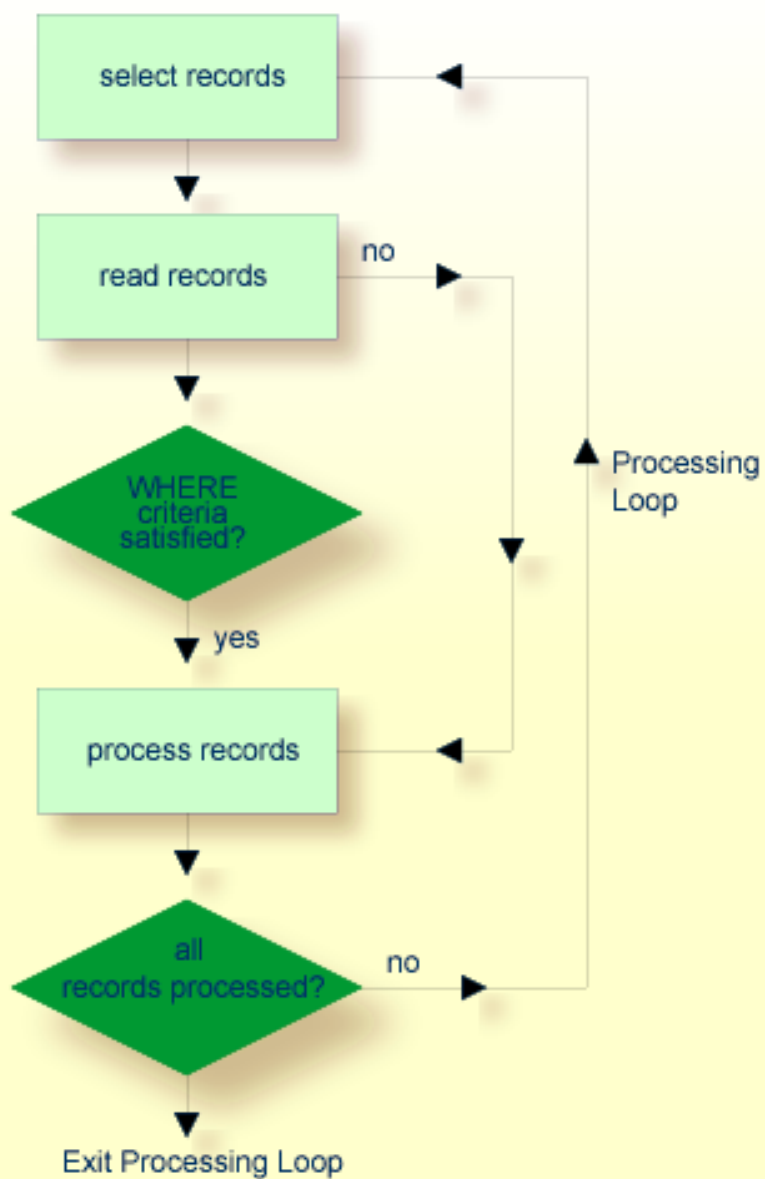 select records
read records
no
WHERE
criteria
satisfied?
Processing
Loop
yes
process records
all
records processed?
no
Exit Processing Loop